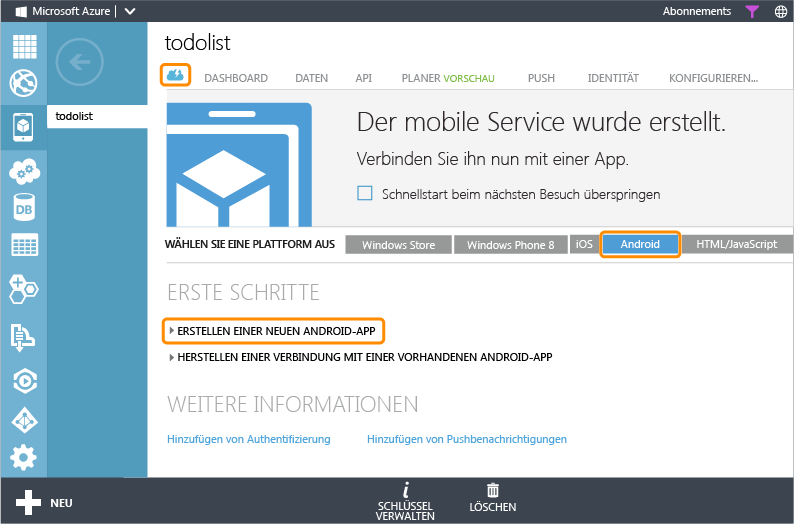 Microsoft Azure
Abonnements
todolist
DASHBOARD DATEN API PLANER VORSCHAU PUSH IDENTITÄT KONFIGURIEREN...
todolist
Der mobile Service wurde erstellt.
Verbinden Sie ihn nun mit einer App.
Schnellstart beim nächsten Besuch überspringen
WÄHLEN SIE EINE PLATTFORM AUS Windows Store Windows Phone 8 iOS Android HTML/JavaScript
ERSTE SCHRITTE
ERSTELLEN EINER NEUEN ANDROID-APP
HERSTELLEN EINER VERBINDUNG MIT EINER VORHANDENEN ANDROID-APP
WEITERE INFORMATIONEN
Hinzufügen von Authentifizierung Hinzufügen von Pushbenachrichtigungen
DB
NEU
SCHLÜSSEL
VERWALTEN
LÖSCHEN